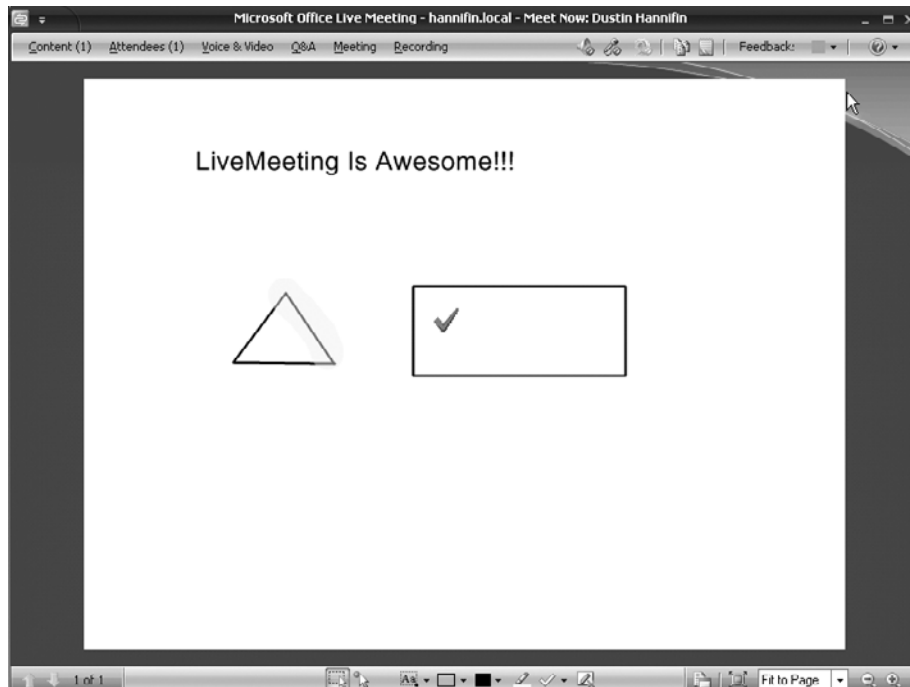 Microsoft Office Live Meeting - hannifin.local - Meet Now: Dustin Hannifin
Content (1) Attendees (1) Voice & Video Q&A Meeting Recording Feedback:
LiveMeeting Is Awesome!!!
1 of 1 Aa Fit to Page